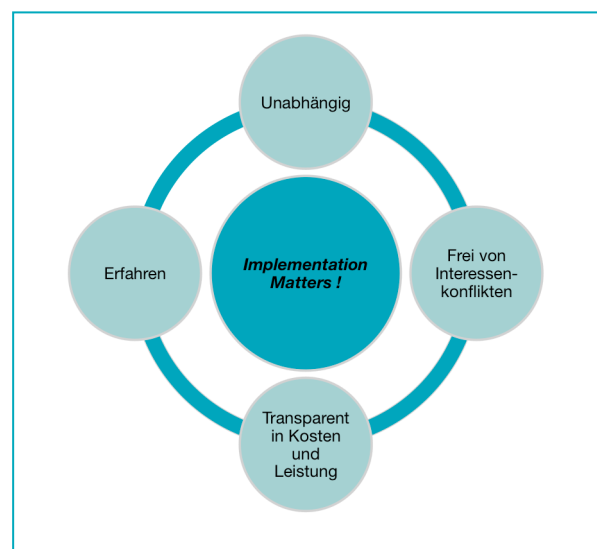 Unabhängig
Erfahren
Implementation
Matters !
Frei von
Interessen-
konflikten
Transparent
in Kosten
und
Leistung